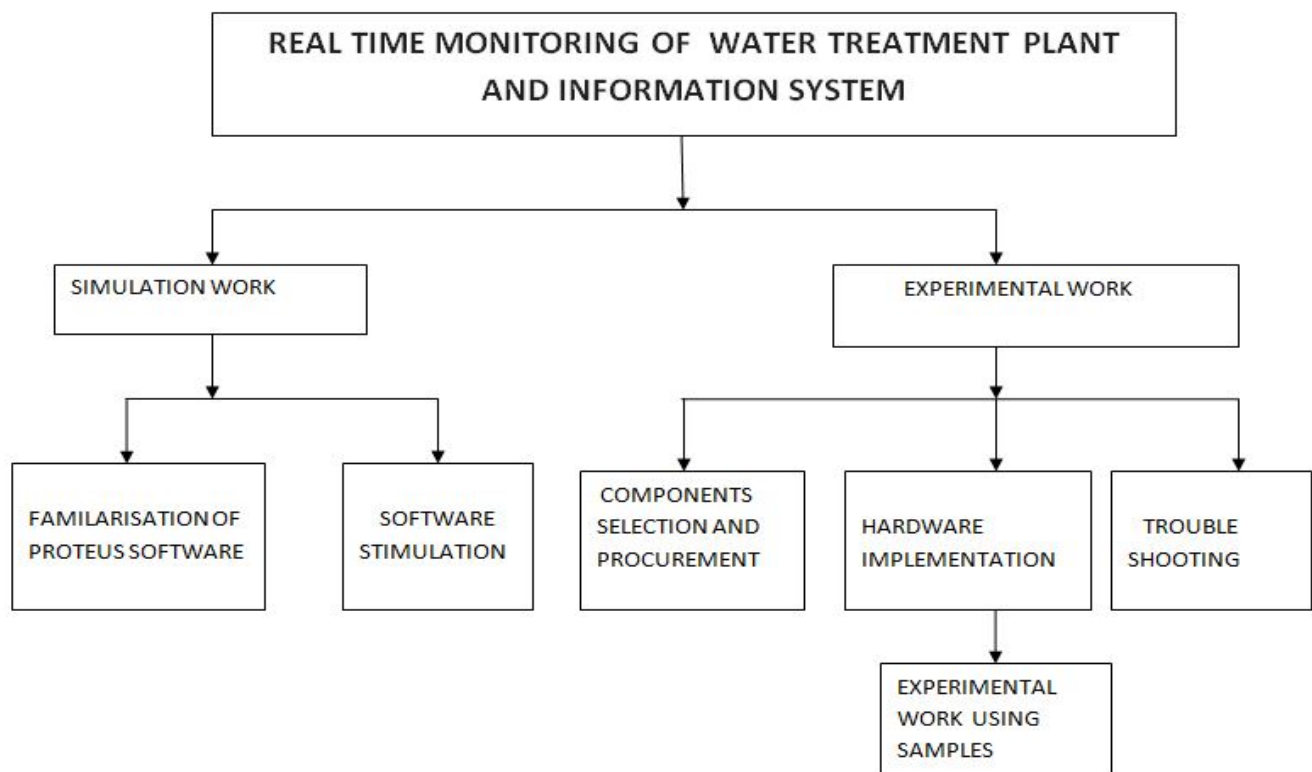 REAL TIME MONITORING OF WATER TREATMENT PLANT
AND INFORMATION SYSTEM
SIMULATION WORK
EXPERIMENTAL WORK
FAMILARISATION OF
PROTEUS SOFTWARE
SOFTWARE
STIMULATION
COMPONENTS
SELECTION AND
PROCUREMENT
HARDWARE
IMPLEMENTATION
TROUBLE
SHOOTING
EXPERIMENTAL
WORK USING
SAMPLES